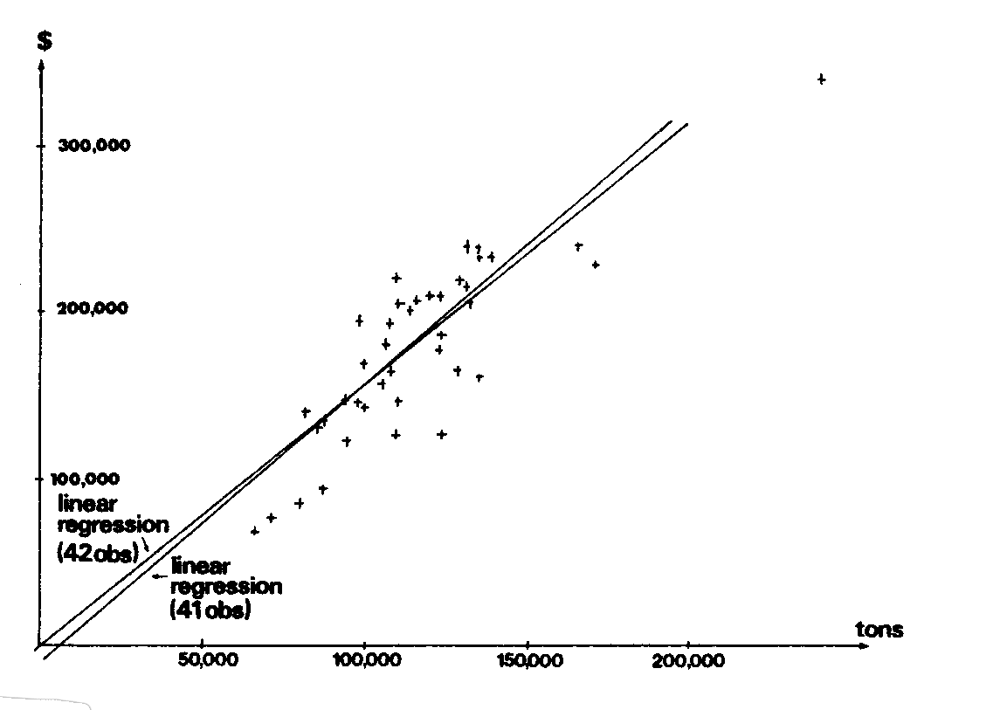 $
300,000
200,000
100,000
linear
regression
(42obs)
linear
regression
(41obs)
tons
50,000
100,000
150,000
200,000